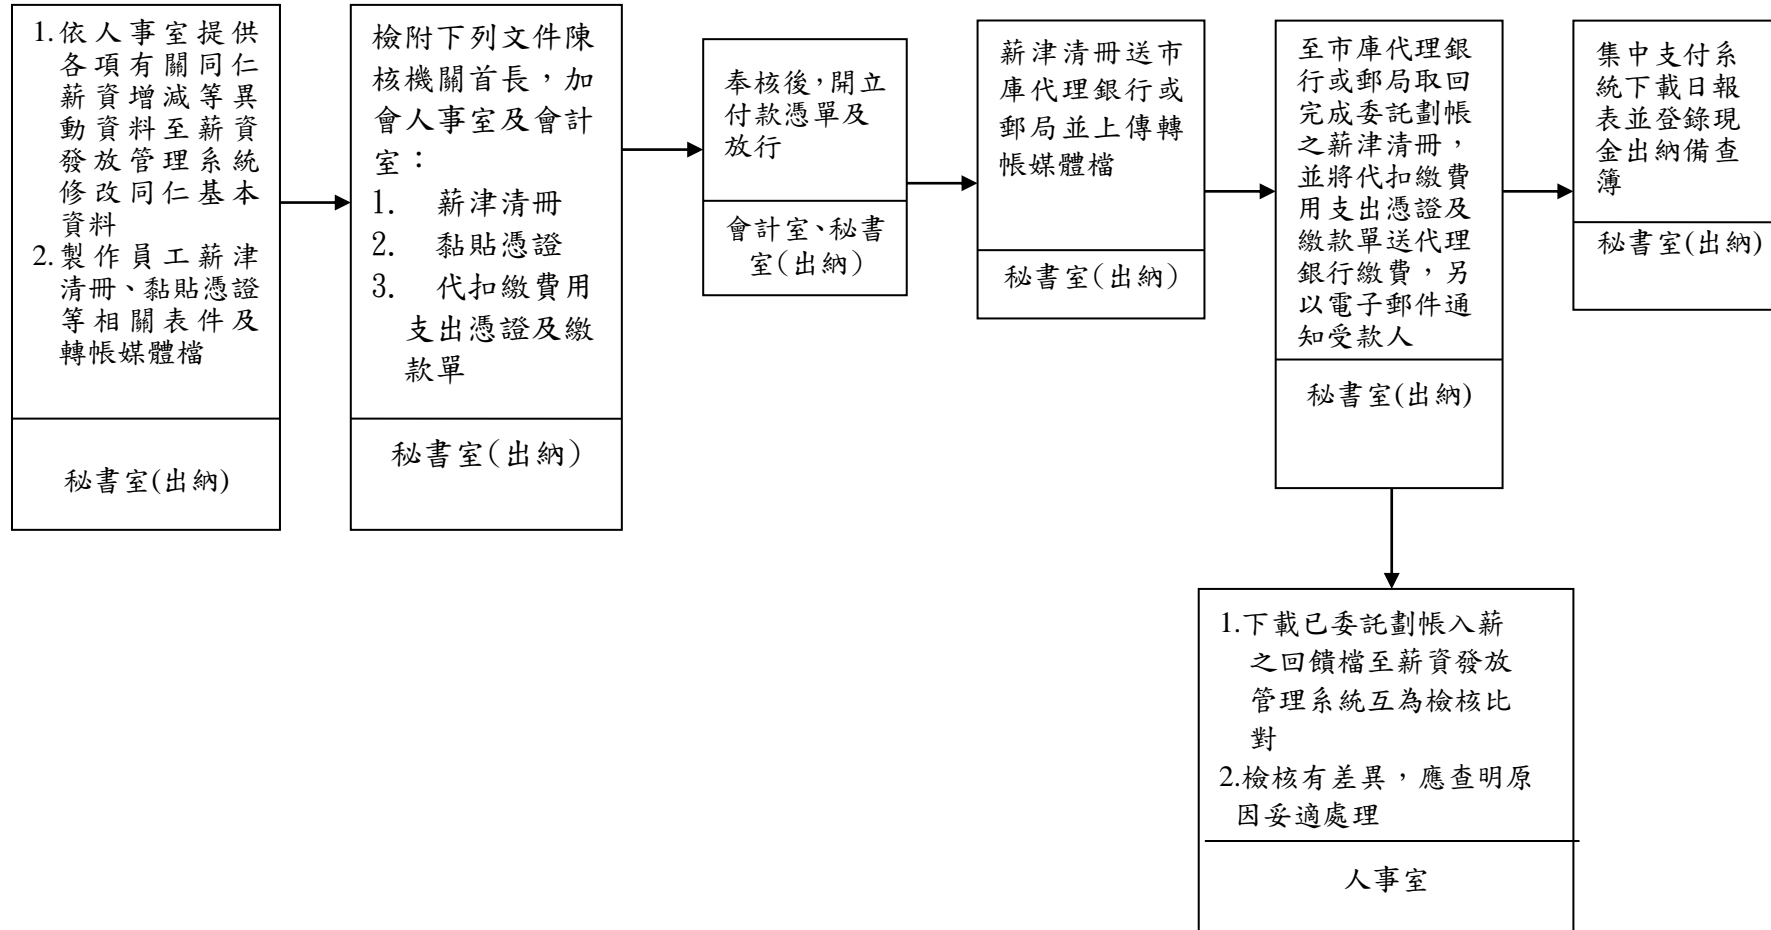 1.依人事室提供
各項有關同仁
薪資增減等異
動資料至薪資
發放管理系統
修改同仁基本
資料
2.製作員工薪津
清冊、黏貼憑證
等相關表件及
轉帳媒體檔
秘書室(出納)
檢附下列文件陳
核機關首長，加
會人事室及會計
室：
1. 薪津清冊
2. 黏貼憑證
3. 代扣繳費用
支出憑證及繳
款單
秘書室(出納)
奉核後，開立
付款憑單及
放行
會計室、秘書
室(出納)
薪津清冊送市
庫代理銀行或
郵局並上傳轉
帳媒體檔
秘書室(出納)
至市庫代理銀
行或郵局取回
完成委託劃帳
之薪津清冊，
並將代扣繳費
用支出憑證及
繳款單送代理
銀行繳費，另
以電子郵件通
知受款人
秘書室(出納)
集中支付系
統下載日報
表並登錄現
金出納備查
簿
秘書室(出納)
1.下載已委託劃帳入薪
之回饋檔至薪資發放
管理系統互為檢核比
對
2.檢核有差異，應查明原
因妥適處理
人事室